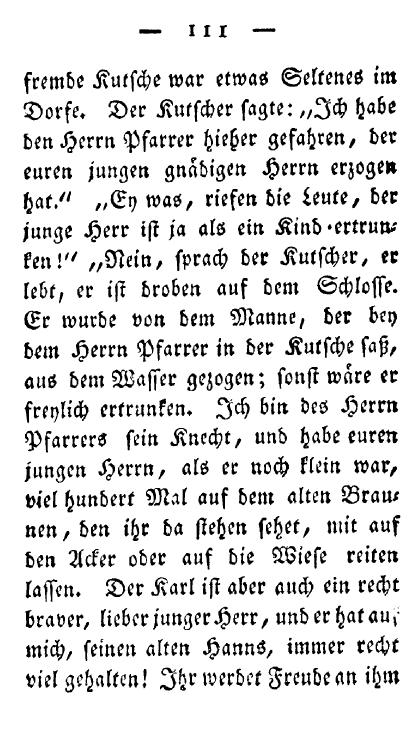 — 111 —
fremde Kutsche war etwas Seltenes im
Dorfe. Der Kutscher sagte: „Ich habe
den Herrn Pfarrer hieher gefahren, der
euren jungen gnädigen Herrn erzogen
hat.“ „Ey was, riefen die Leute, der
junge Herr ist ja als ein Kind ertrun-
ken!“ „Nein, sprach der Kutscher, er
lebt, er ist droben auf dem Schlosse.
Er wurde von dem Manne, der bey
dem Herrn Pfarrer in der Kutsche saß,
aus dem Wasser gezogen; sonst wäre er
freylich ertrunken. Ich bin des Herrn
Pfarrers sein Knecht, und habe euren
jungen Herrn, als er noch klein war,
viel hundert Mal auf dem alten Brau-
nen, den ihr da stehen sehet, mit auf
den Acker oder auf die Wiese reiten
lassen. Der Karl ist aber auch ein recht
braver, lieber junger Herr, und er hat auf
mich, seinen alten Hanns, immer recht
viel gehalten! Ihr werdet Freude an ihm